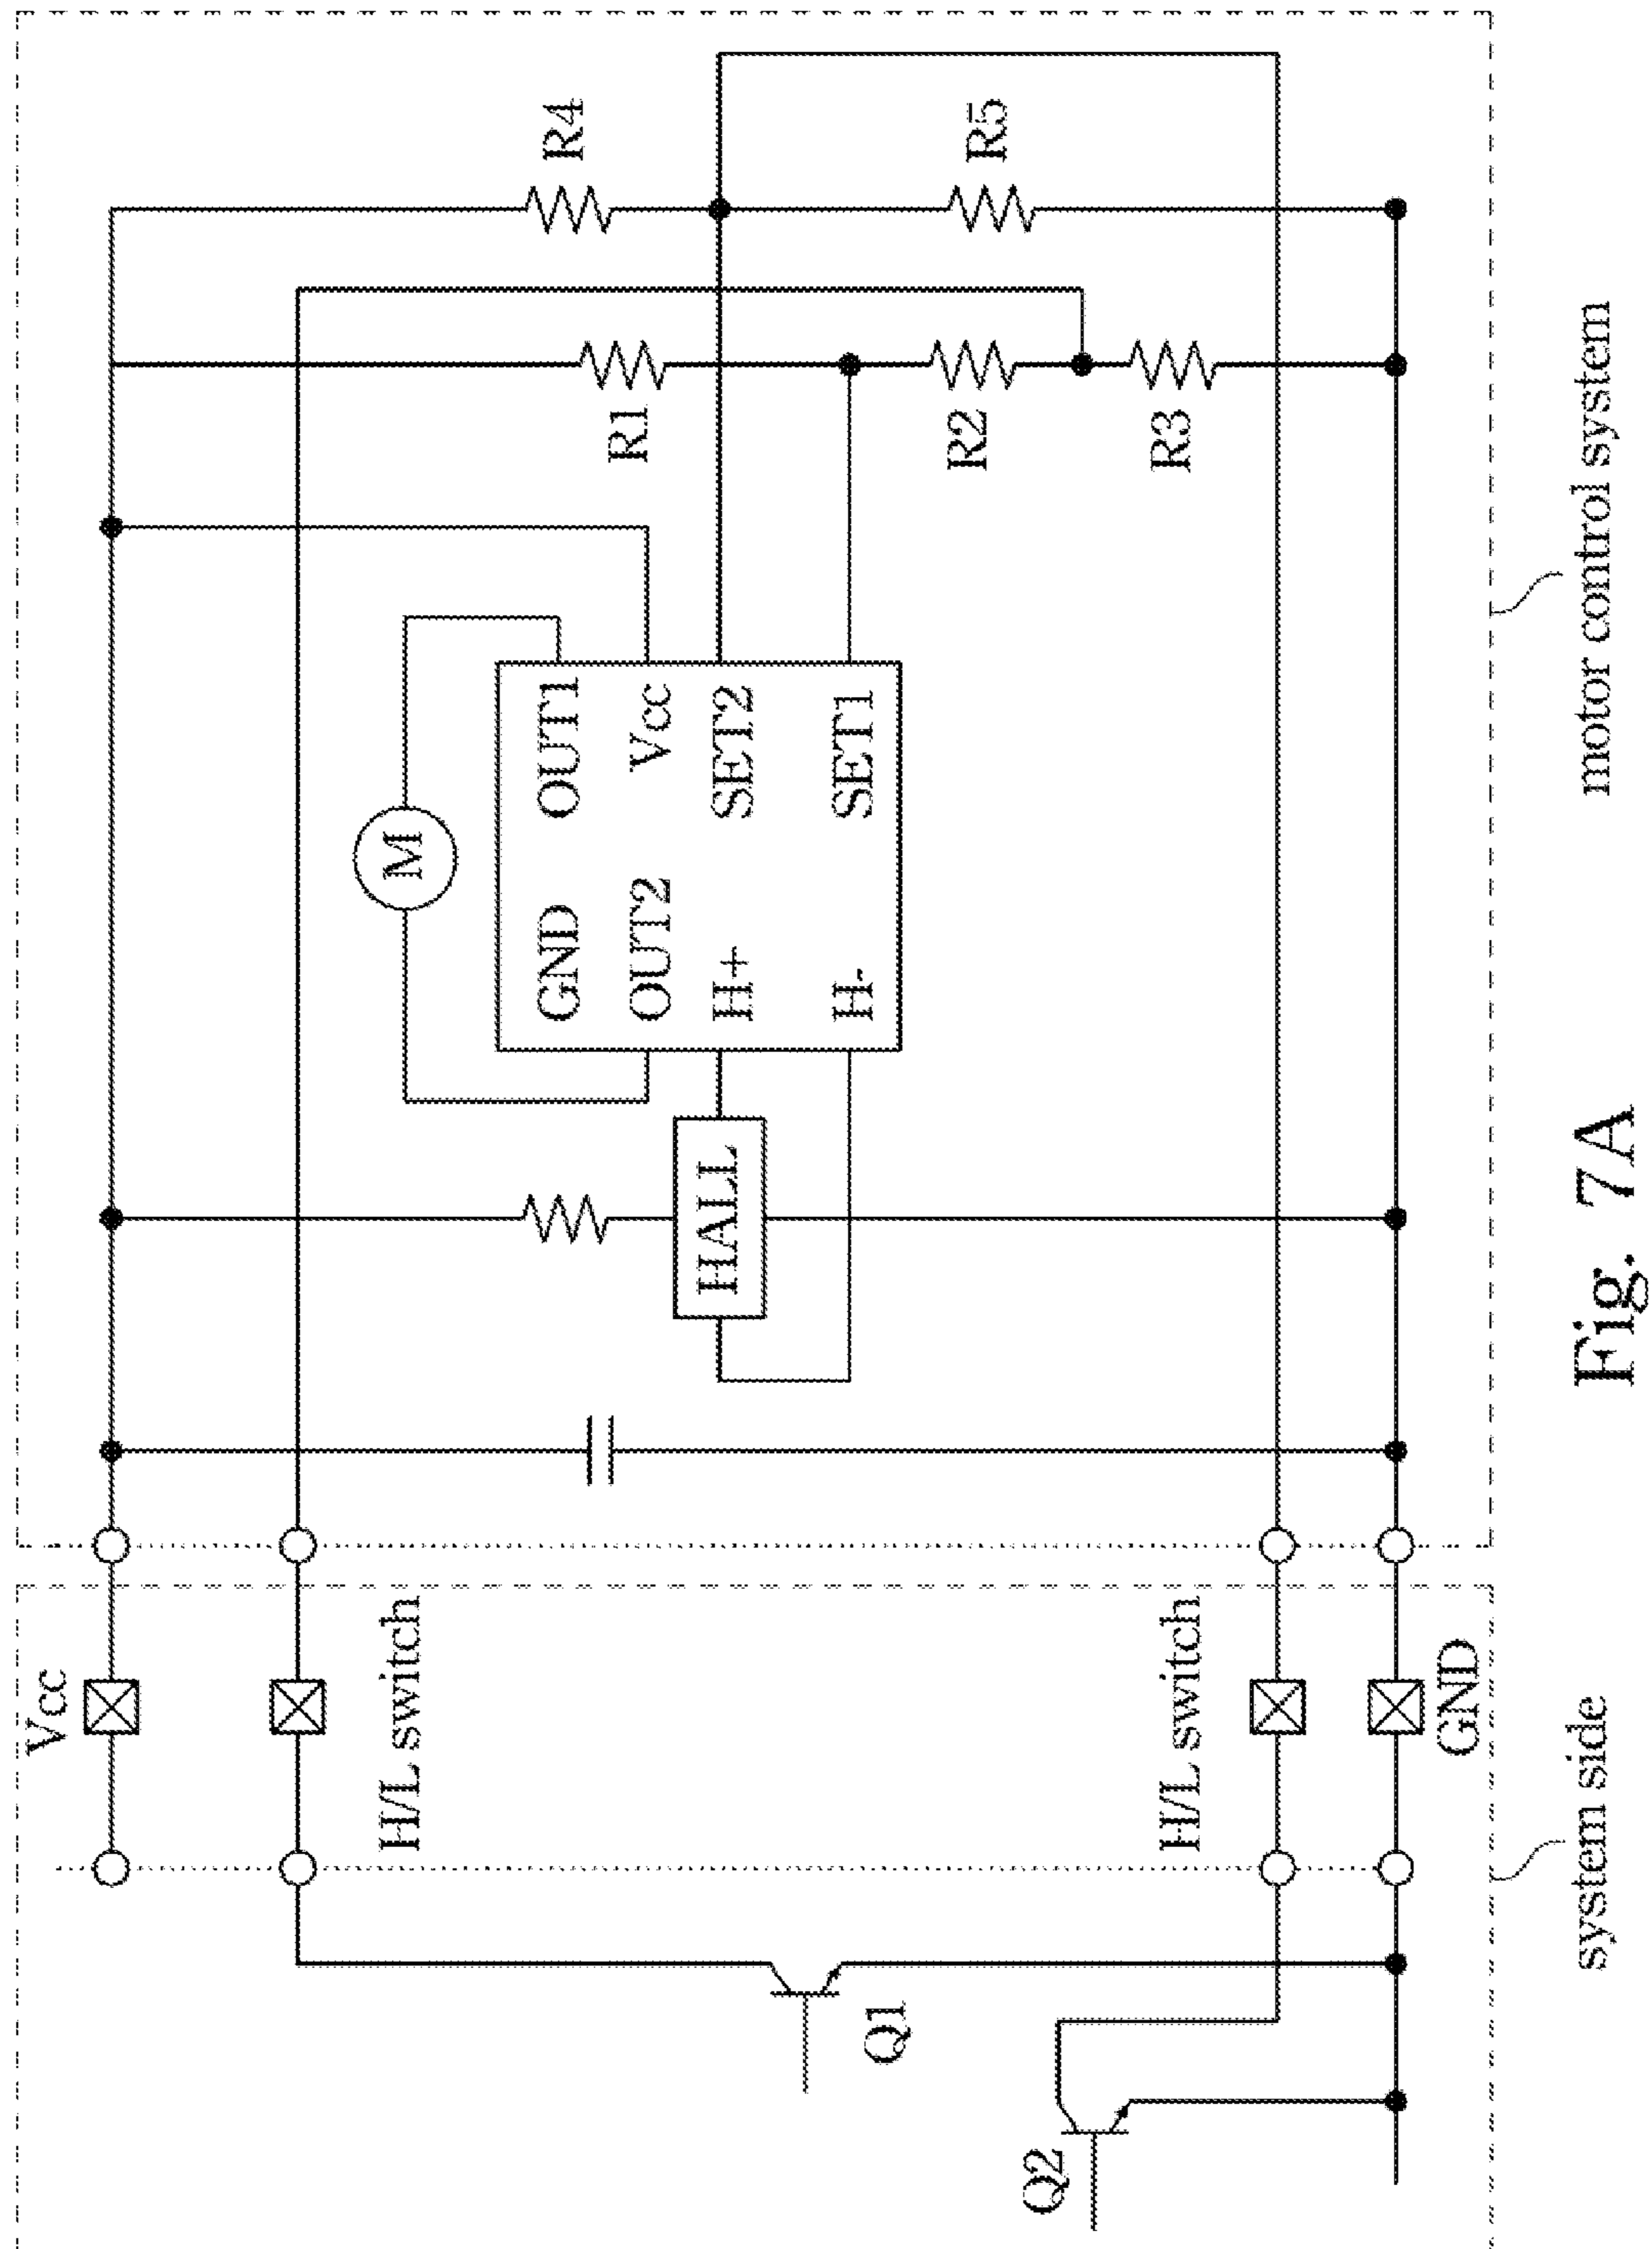 Vcc
H/L switch
H/L switch
GND
Q1
Q2
system side
HALL
M
GND
OUT1
OUT2
Vcc
H+
SET2
H-
SET1
R1
R2
R3
R4
R5
motor control system
Fig. 7A